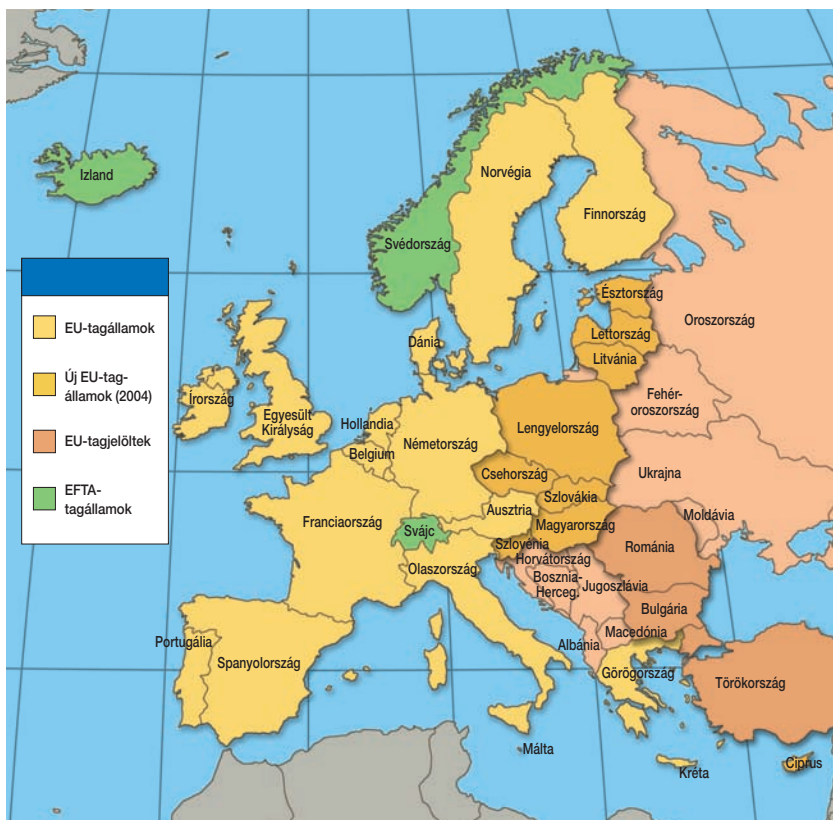 Izland
Norvégia
Finnország
Svédország
EU-tagállamok
Új EU-tag-
államok (2004)
EU-tagjelöltek
EFTA-
tagállamok
Észtország
Lettország
Litvánia
Oroszország
Dánia
Írország
Egyesült
Királyság
Hollandia
Belgium
Németország
Lengyelország
Fehér-
oroszország
Ukrajna
Csehország
Szlovákia
Ausztria
Magyarország
Moldávia
Franciaország
Svájc
Szlovénia
Románia
Olaszország
Horvátország
Bosznia-
Herceg.
Jugoszlávia
Bulgária
Portugália
Spanyolország
Albánia
Macedónia
Görögország
Törökország
Málta
Kréta
Ciprus